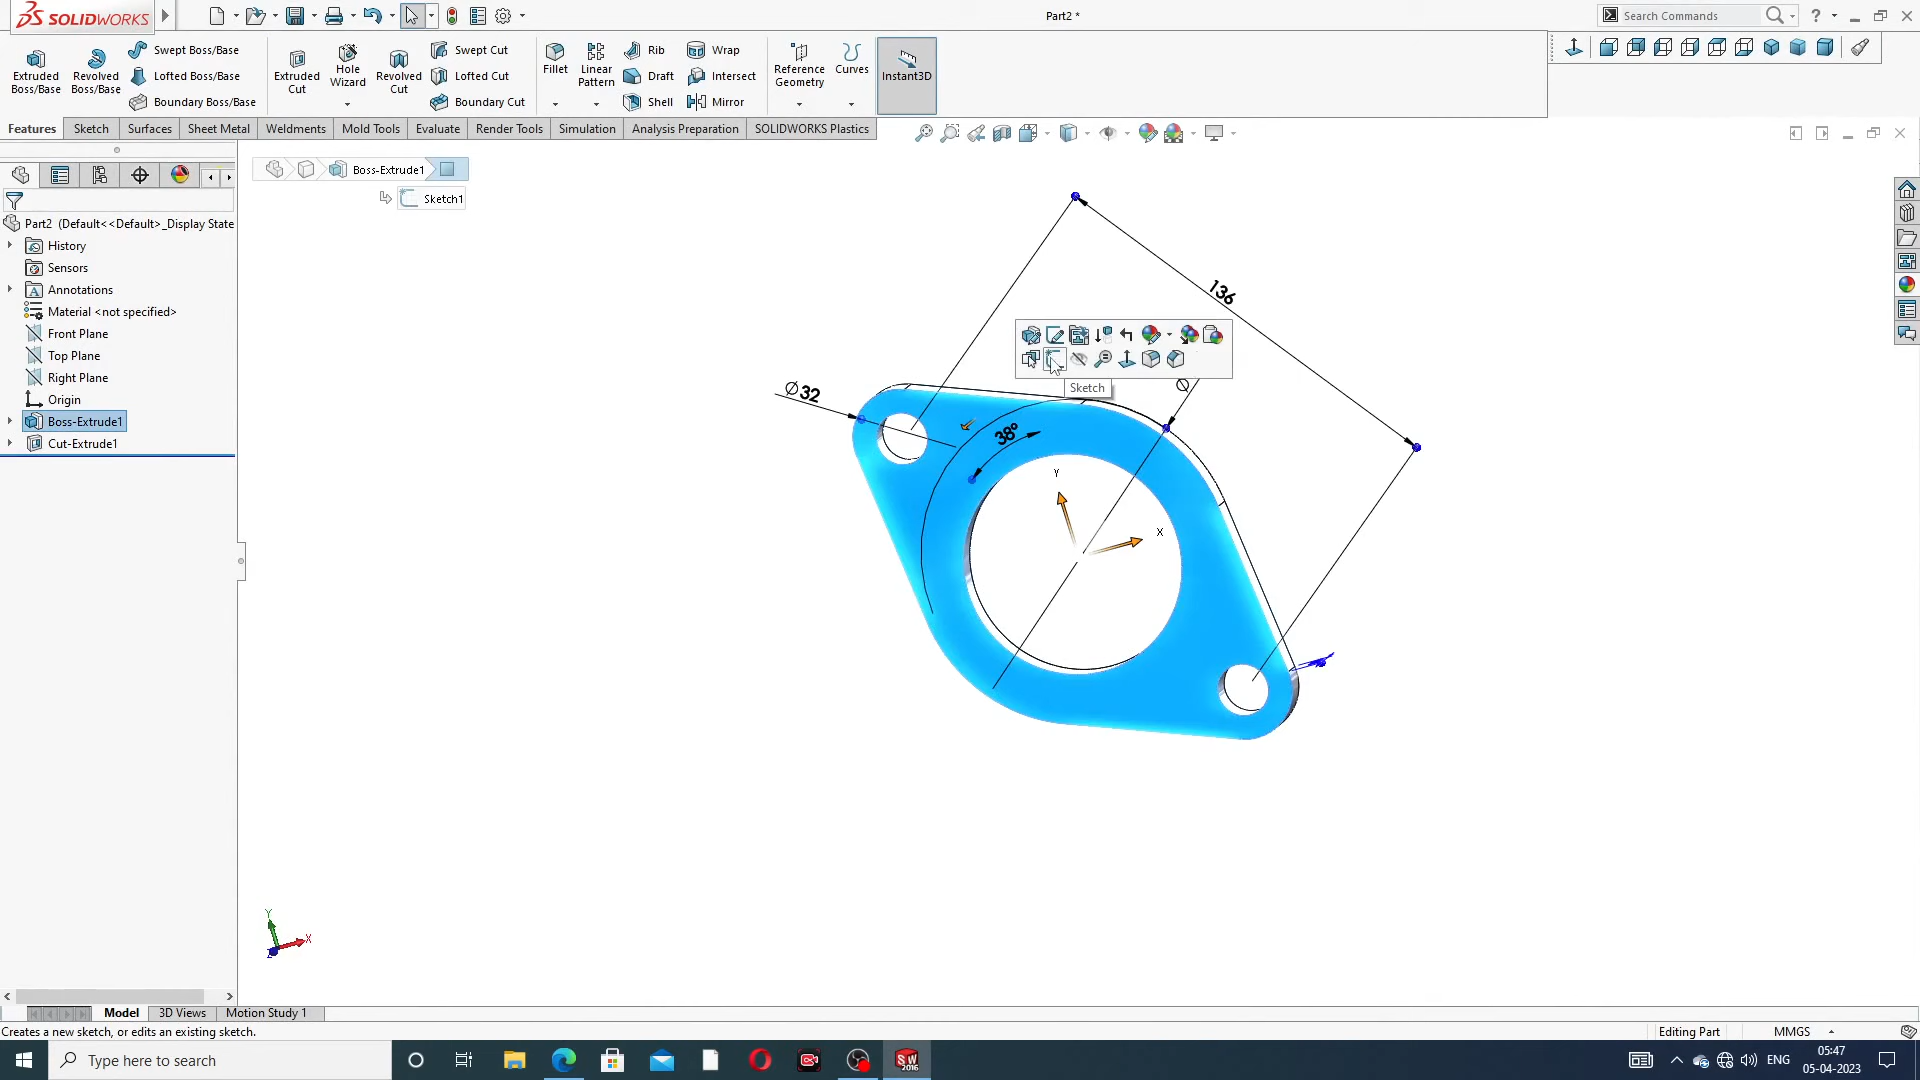 SOLIDWORKS
Part2 *
Search Commands
Extruded Boss/Base
Revolved Boss/Base
Swept Boss/Base
Lofted Boss/Base
Boundary Boss/Base
Extruded Cut
Hole Wizard
Revolved Cut
Swept Cut
Lofted Cut
Boundary Cut
Fillet
Linear Pattern
Rib
Draft
Shell
Wrap
Intersect
Mirror
Reference Geometry
Curves
Instant3D
Features
Sketch
Surfaces
Sheet Metal
Weldments
Mold Tools
Evaluate
Render Tools
Simulation
Analysis Preparation
SOLIDWORKS Plastics
Boss-Extrude1
Sketch1
Part2 (Default<<Default>_Display State
History
Sensors
Annotations
Material <not specified>
Front Plane
Top Plane
Right Plane
Origin
Boss-Extrude1
Cut-Extrude1
136
Sketch
Ø32
Ø
38°
Y
X
Y
X
Model
3D Views
Motion Study 1
Creates a new sketch, or edits an existing sketch.
Editing Part
MMGS
Type here to search
SW
2016
ENG
05:47
05-04-2023